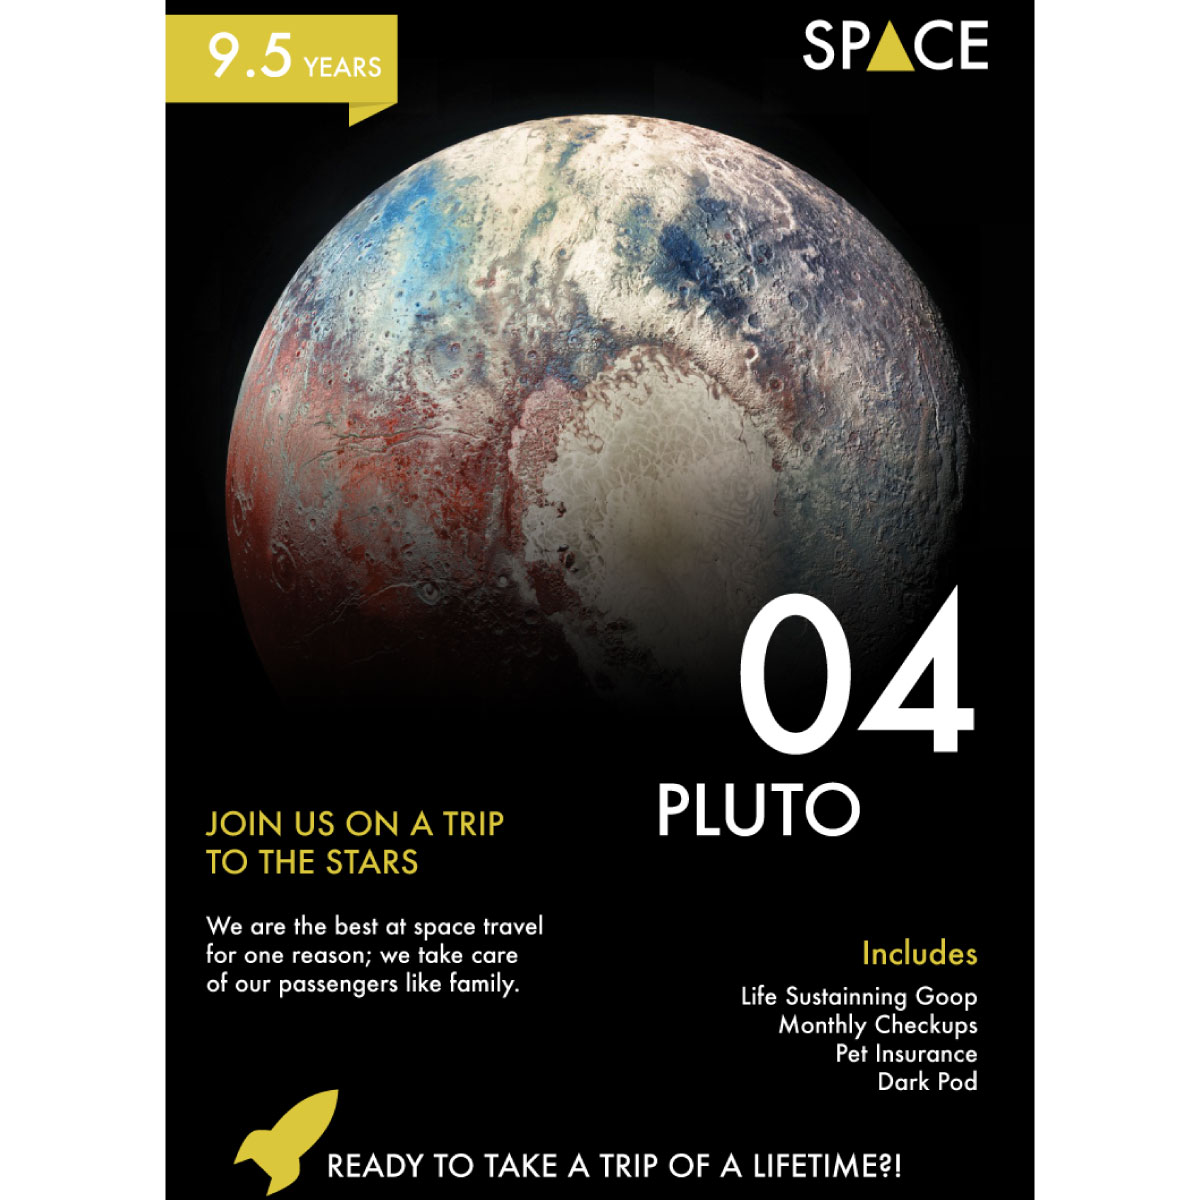 9.5 YEARS
SPACE
04
PLUTO
JOIN US ON A TRIP
TO THE STARS
We are the best at space travel
for one reason; we take care
of our passengers like family.
Includes
Life Sustainning Goop
Monthly Checkups
Pet Insurance
Dark Pod
READY TO TAKE A TRIP OF A LIFETIME?!